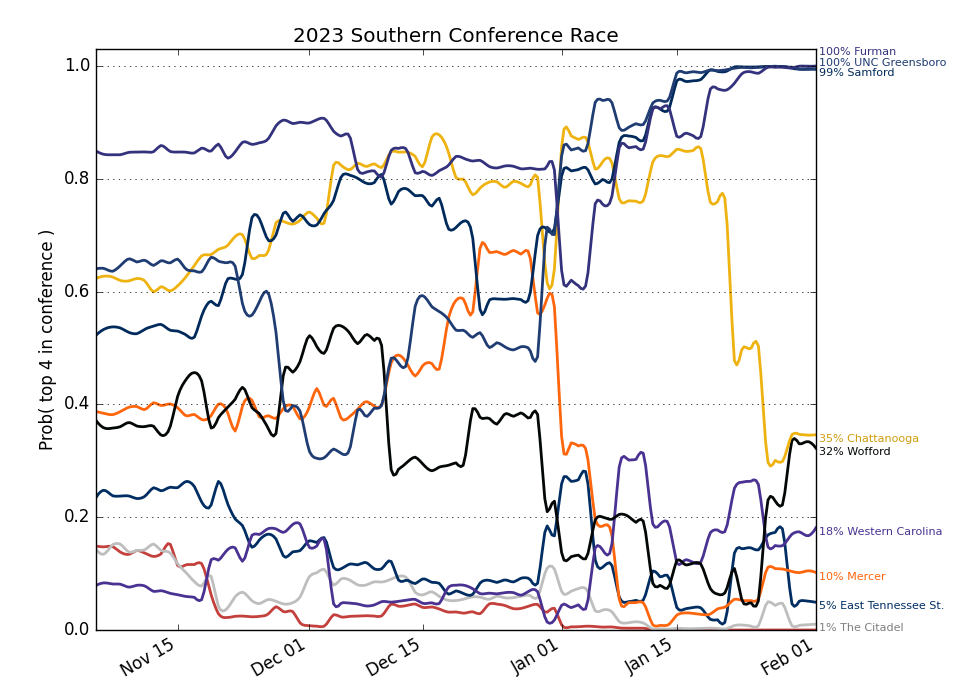 2023 Southern Conference Race
Prob( top 4 in conference )
1.0
0.8
0.6
0.4
0.2
0.0
Nov 15
Dec 01
Dec 15
Jan 01
Jan 15
Feb 01
100% Furman
100% UNC Greensboro
99% Samford
35% Chattanooga
32% Wofford
18% Western Carolina
10% Mercer
5% East Tennessee St.
1% The Citadel